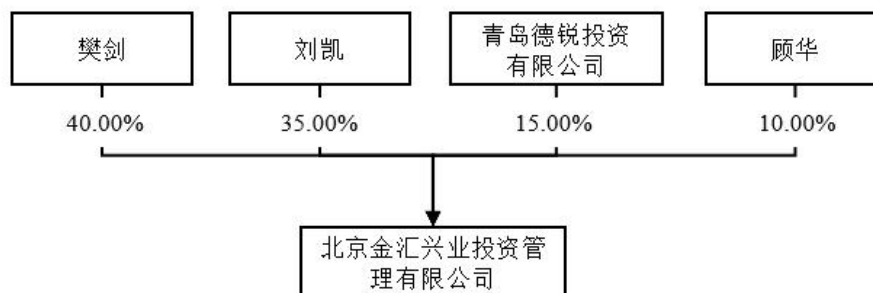 樊剑
刘凯
青岛德锐投资
有限公司
顾华
40.00%
35.00%
15.00%
10.00%
北京金汇兴业投资管
理有限公司